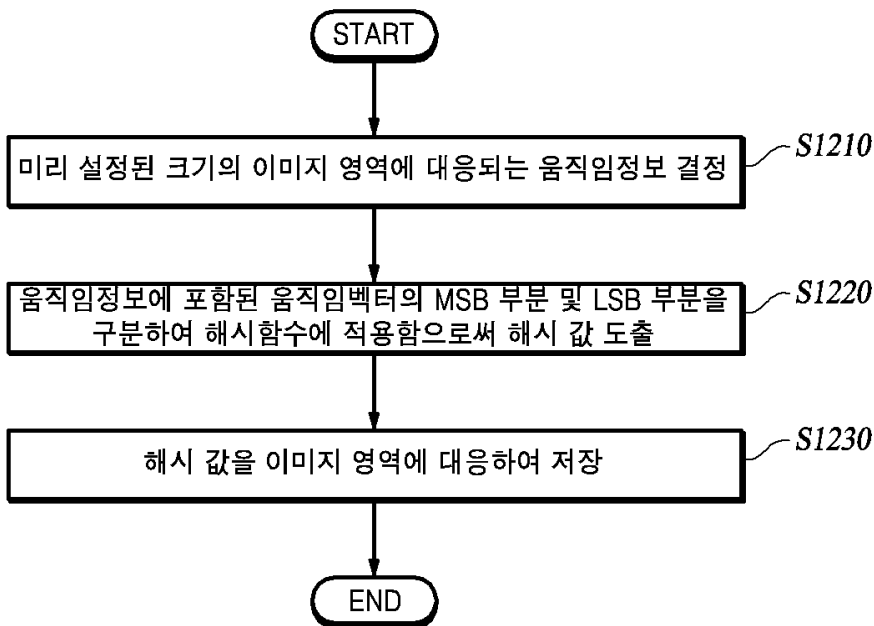 START
미리 설정된 크기의 이미지 영역에 대응되는 움직임정보 결정
S1210
움직임정보에 포함된 움직임벡터의 MSB 부분 및 LSB 부분을
구분하여 해시함수에 적용함으로써 해시 값 도출
S1220
해시 값을 이미지 영역에 대응하여 저장
S1230
END